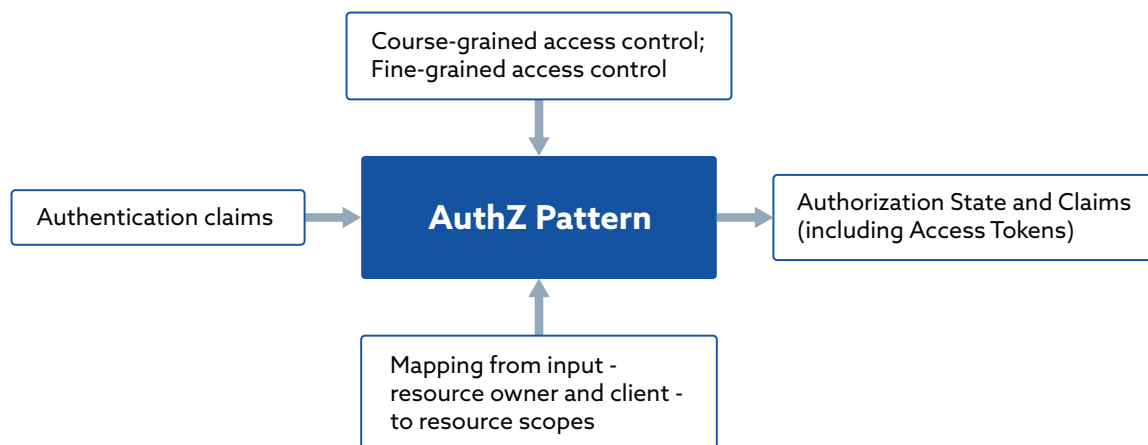 Course-grained access control;
Fine-grained access control
Authentication claims
AuthZ Pattern
Authorization State and Claims
(including Access Tokens)
Mapping from input -
resource owner and client -
to resource scopes